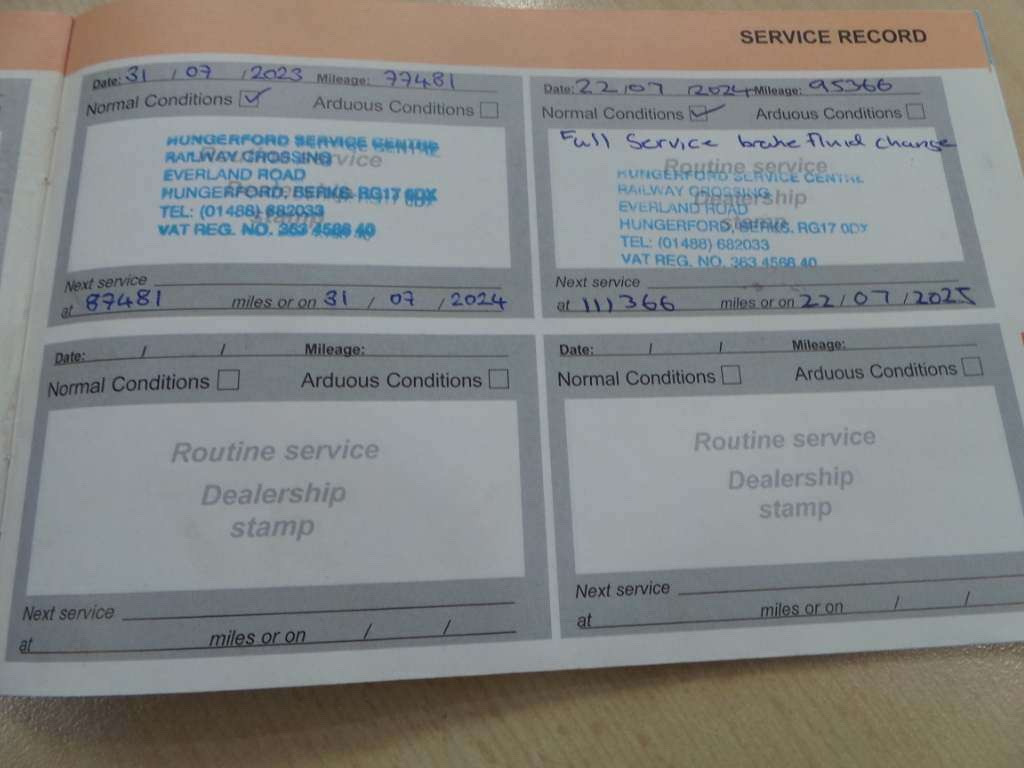 SERVICE RECORD
Date: 31 / 07 / 2023 Mileage: 77481
Normal Conditions ✓ Arduous Conditions
Routine service
Dealership
stamp
HUNGERFORD SERVICE CENTRE
RAILWAY CROSSING
EVERLAND ROAD
HUNGERFORD, BERKS. RG17 0DX
TEL: (01488) 682033
VAT REG. NO. 363 4566 40
Next service
at 87481 miles or on 31 / 07 / 2024
Date: 22 / 07 / 2024 Mileage: 95366
Normal Conditions ✓ Arduous Conditions
Full Service brake fluid change
Routine service
Dealership
stamp
HUNGERFORD SERVICE CENTRE
RAILWAY CROSSING
EVERLAND ROAD
HUNGERFORD, BERKS. RG17 0DY
TEL: (01488) 682033
VAT REG. NO. 363 4566 40
Next service
at 111366 miles or on 22 / 07 / 2025
Date: / / Mileage:
Normal Conditions Arduous Conditions
Routine service
Dealership
stamp
Next service
at miles or on / /
Date: / / Mileage:
Normal Conditions Arduous Conditions
Routine service
Dealership
stamp
Next service
at miles or on / /